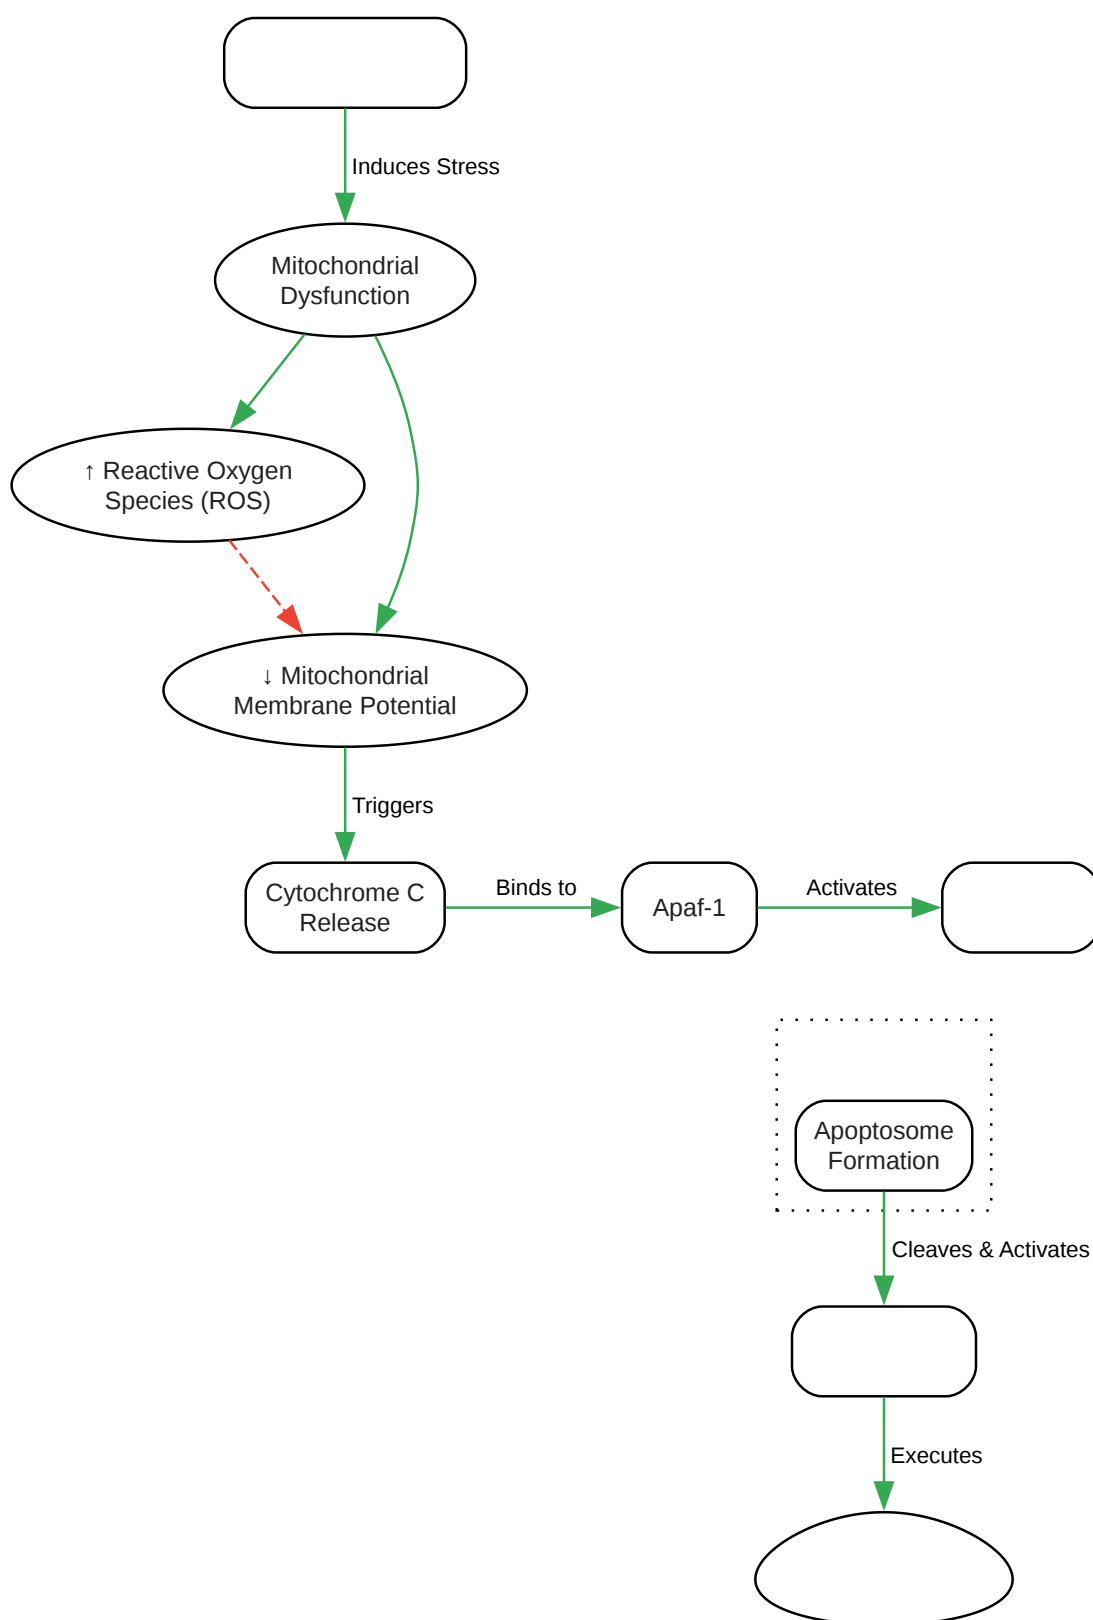 Induces Stress
Mitochondrial
Dysfunction
↑ Reactive Oxygen
Species (ROS)
↓ Mitochondrial
Membrane Potential
Triggers
Cytochrome C
Release
Binds to
Apaf-1
Activates
Apoptosome
Formation
Cleaves & Activates
Executes